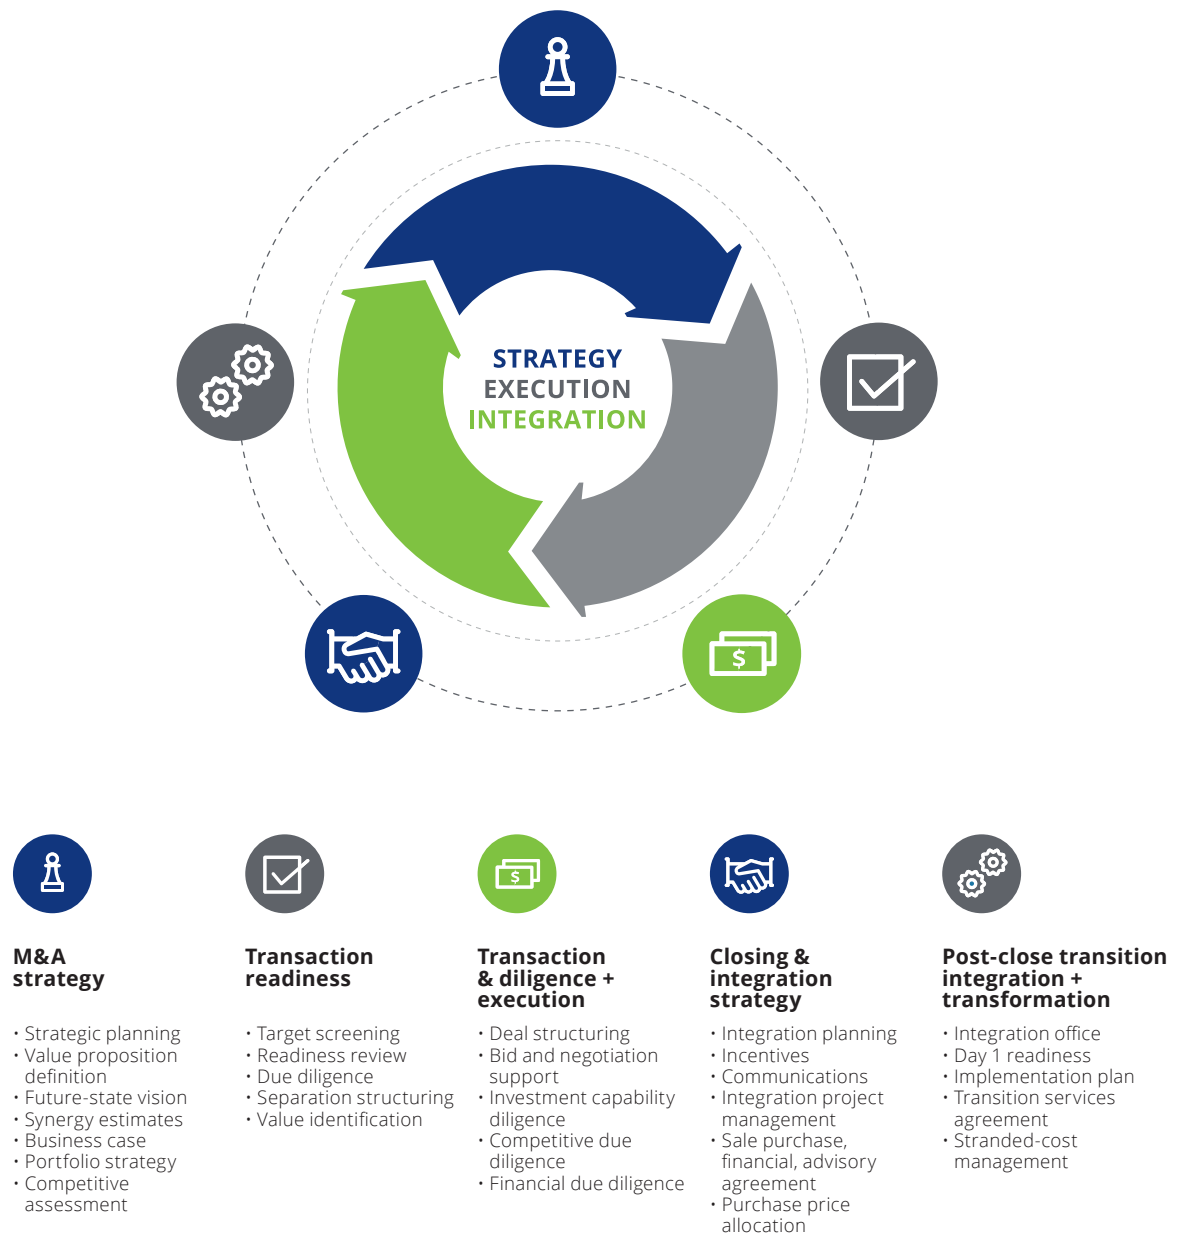 STRATEGY
EXECUTION
INTEGRATION
$
$
M&A
strategy
• Strategic planning
• Value proposition
definition
• Future-state vision
• Synergy estimates
• Business case
• Portfolio strategy
• Competitive
assessment
Transaction
readiness
• Target screening
• Readiness review
• Due diligence
• Separation structuring
• Value identification
Transaction
& diligence +
execution
• Deal structuring
• Bid and negotiation
support
• Investment capability
diligence
• Competitive due
diligence
• Financial due diligence
Closing &
integration
strategy
• Integration planning
• Incentives
• Communications
• Integration project
management
• Sale purchase,
financial, advisory
agreement
• Purchase price
allocation
Post-close transition
integration +
transformation
• Integration office
• Day 1 readiness
• Implementation plan
• Transition services
agreement
• Stranded-cost
management